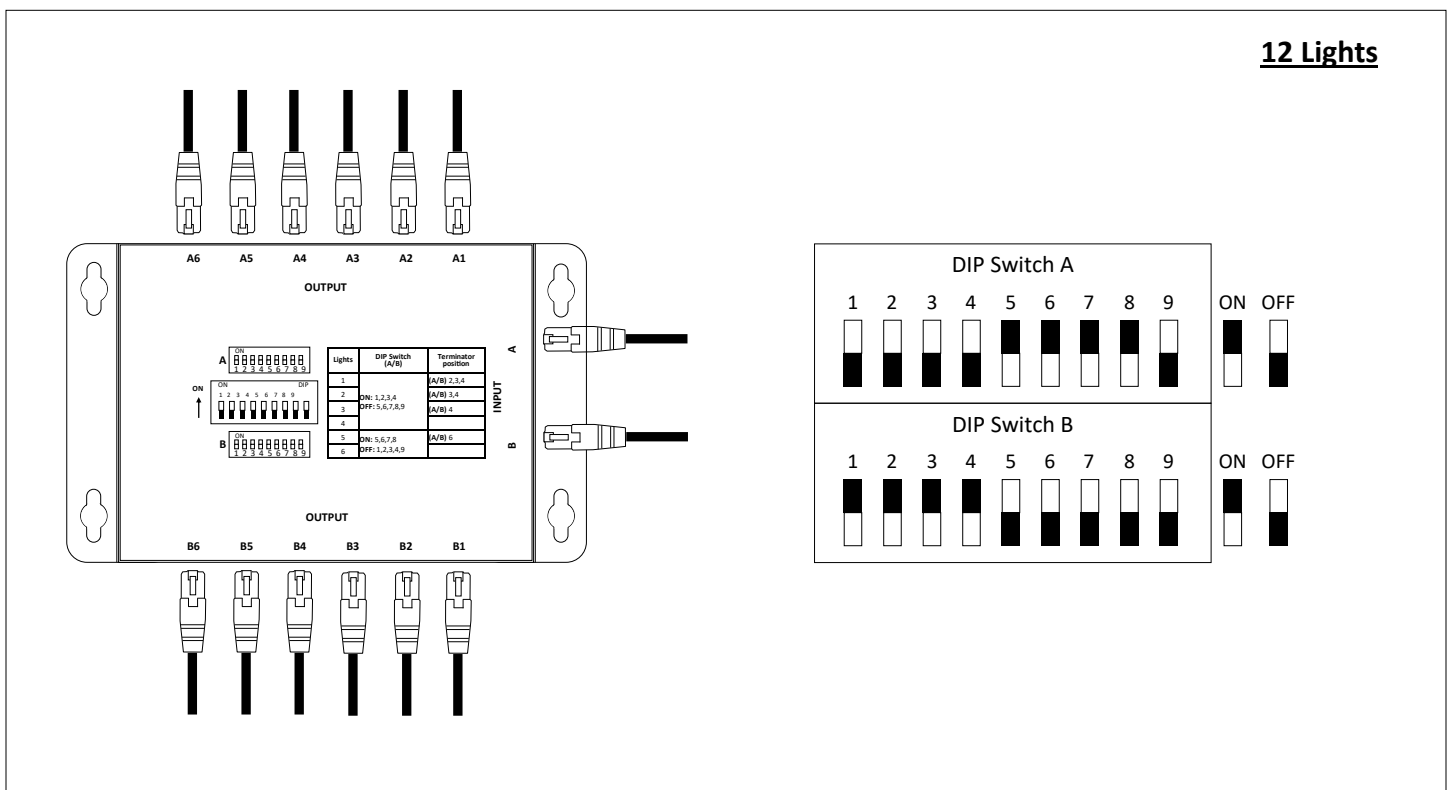 12 Lights
A6 A5 A4 A3 A2 A1
OUTPUT
A
ON
1 2 3 4 5 6 7 8 9
ON
ON DIP
1 2 3 4 5 6 7 8 9
B
ON
1 2 3 4 5 6 7 8 9
Lights DIP Switch (A/B) Terminator position
1 (A/B) 2,3,4
2 ON: 1,2,3,4 (A/B) 3,4
3 OFF: 5,6,7,8,9 (A/B) 4
4
5 ON: 5,6,7,8 (A/B) 6
6 OFF: 1,2,3,4,9
A
INPUT
B
OUTPUT
B6 B5 B4 B3 B2 B1
DIP Switch A
1 2 3 4 5 6 7 8 9 ON OFF
DIP Switch B
1 2 3 4 5 6 7 8 9 ON OFF